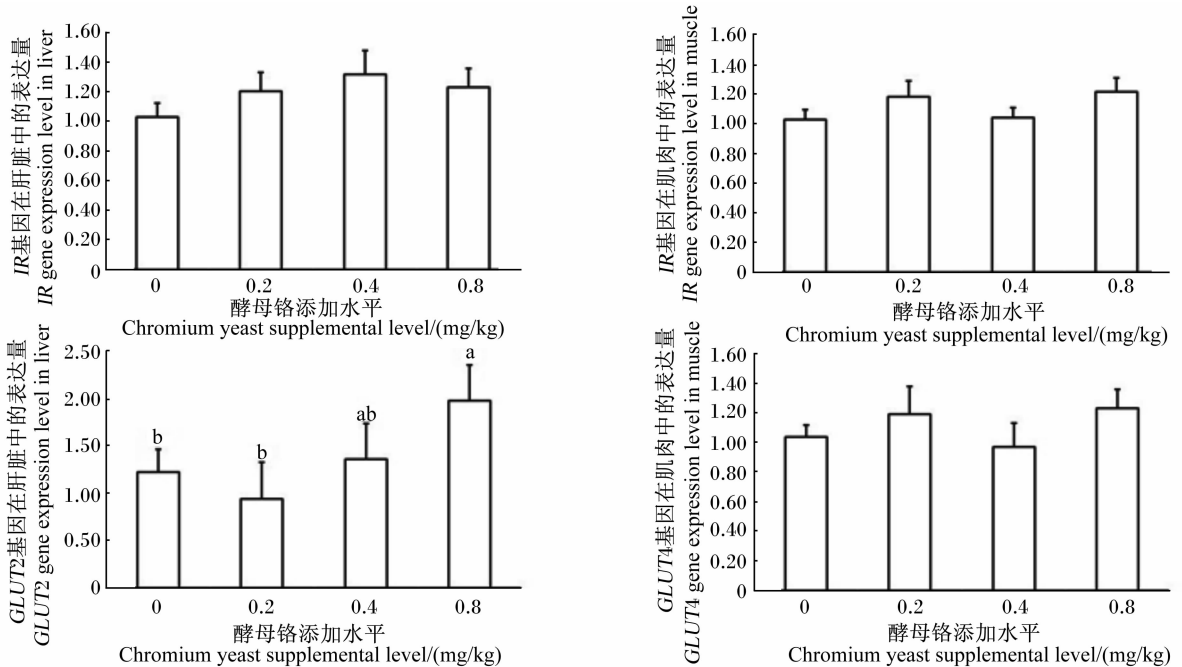 IR基因在肝脏中的表达量
IR gene expression level in liver
1.60
1.40
1.20
1.00
0.80
0.60
0.40
0.20
0
0 0.2 0.4 0.8
酵母铬添加水平
Chromium yeast supplemental level/(mg/kg)
IR基因在肌肉中的表达量
IR gene expression level in muscle
1.60
1.40
1.20
1.00
0.80
0.60
0.40
0.20
0
0 0.2 0.4 0.8
酵母铬添加水平
Chromium yeast supplemental level/(mg/kg)
GLUT2基因在肝脏中的表达量
GLUT2 gene expression level in liver
2.50
2.00
1.50
1.00
0.50
0
b b ab a
0 0.2 0.4 0.8
酵母铬添加水平
Chromium yeast supplemental level/(mg/kg)
GLUT4基因在肌肉中的表达量
GLUT4 gene expression level in muscle
1.60
1.40
1.20
1.00
0.80
0.60
0.40
0.20
0
0 0.2 0.4 0.8
酵母铬添加水平
Chromium yeast supplemental level/(mg/kg)